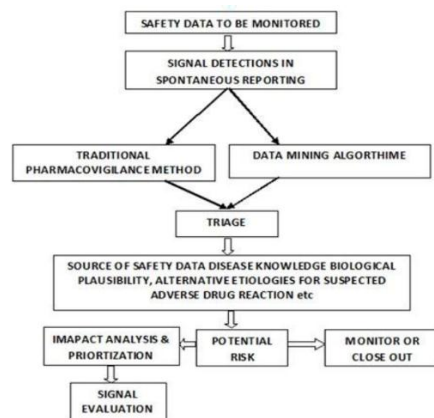 SAFETY DATA TO BE MONITORED
SIGNAL DETECTIONS IN
SPONTANEOUS REPORTING
TRADITIONAL
PHARMACOVIGILANCE METHOD
DATA MINING ALGORTHIME
TRIAGE
SOURCE OF SAFETY DATA DISEASE KNOWLEDGE BIOLOGICAL
PLAUSIBILITY, ALTERNATIVE ETIOLOGIES FOR SUSPECTED
ADVERSE DRUG REACTION etc
IMAPACT ANALYSIS &
PRIORTIZATION
POTENTIAL
RISK
MONITOR OR
CLOSE OUT
SIGNAL
EVALUATION